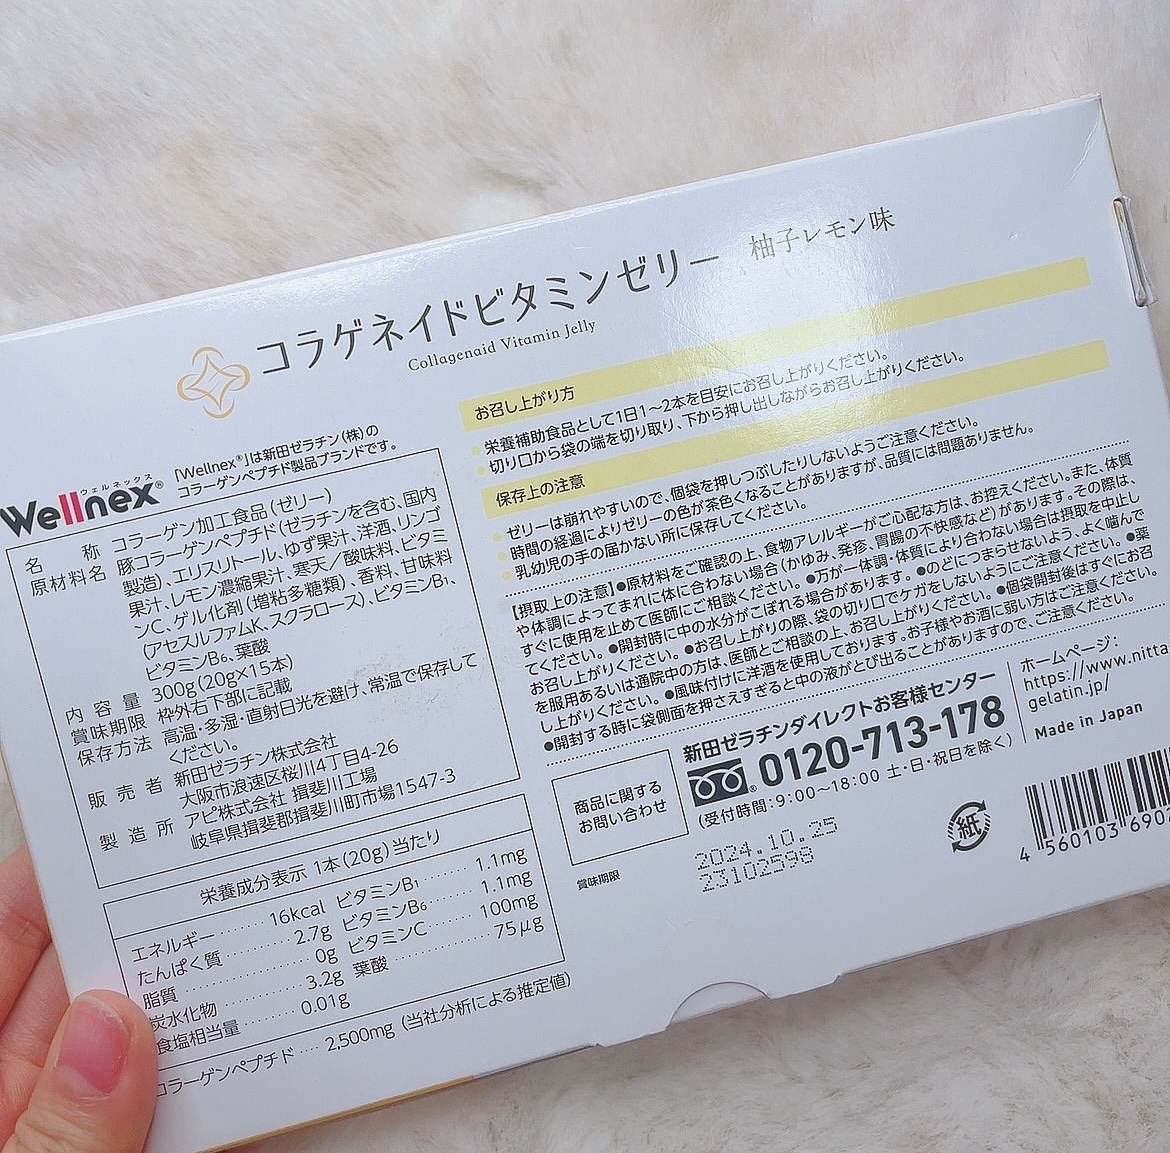 コラゲネイドビタミンゼリー 柚子レモン味
Collagenaid Vitamin Jelly
ウェルネックス
Wellnex®
「Wellnex®」は新田ゼラチン(株)の
コラーゲンペプチド製品ブランドです。
名称 コラーゲン加工食品(ゼリー)
原材料名 豚コラーゲンペプチド(ゼラチンを含む、国内
製造)、エリスリトール、ゆず果汁、洋酒、リンゴ
果汁、レモン濃縮果汁、寒天／酸味料、ビタミ
ンC、ゲル化剤(増粘多糖類)、香料、甘味料
(アセスルファムK、スクラロース)、ビタミンB₁、
ビタミンB₆、葉酸
内容量 300g(20g×15本)
賞味期限 枠外右下部に記載
保存方法 高温・多湿・直射日光を避け、常温で保存して
ください。
販売者 新田ゼラチン株式会社
大阪市浪速区桜川4丁目4-26
製造所 アピ株式会社 揖斐川工場
岐阜県揖斐郡揖斐川町市場1547-3
栄養成分表示 1本(20g)当たり
エネルギー 16kcal
たんぱく質 2.7g
脂質 0g
炭水化物 3.2g
食塩相当量 0.01g
ビタミンB₁ 1.1mg
ビタミンB₆ 1.1mg
ビタミンC 100mg
葉酸 75μg
コラーゲンペプチド 2,500mg (当社分析による推定値)
お召し上がり方
●栄養補助食品として1日1〜2本を目安にお召し上がりください。
●切り口から袋の端を切り取り、下から押し出しながらお召し上がりください。
保存上の注意
●ゼリーは崩れやすいので、個袋を押しつぶしたりしないようご注意ください。
●時間の経過によりゼリーの色が茶色くなることがありますが、品質には問題ありません。
●乳幼児の手の届かない所に保存してください。
【摂取上の注意】●原材料をご確認の上、食物アレルギーがご心配な方は、お控えください。また、体質
や体調によってまれに体に合わない場合(かゆみ、発疹、胃腸の不快感など)があります。その際は、
すぐに使用を止めて医師にご相談ください。●万が一体調・体質により合わない場合は摂取を中止し
てください。●開封時に中の水分がこぼれる場合があります。●のどにつまらせないよう、よく噛んで
お召し上がりください。●お召し上がりの際、袋の切り口でケガをしないようにご注意ください。●薬
を服用あるいは通院中の方は、医師とご相談の上、お召し上がりください。●個袋開封後はすぐにお召
し上がりください。●風味付けに洋酒を使用しております。お子様やお酒に弱い方はご注意ください。
●開封する時に袋側面を押さえすぎると中の液がとび出ることがありますので、ご注意ください。
商品に関する
お問い合わせ
新田ゼラチンダイレクトお客様センター
0120-713-178
(受付時間:9:00〜18:00 土・日・祝日を除く)
ホームページ:
https://www.nitta
gelatin.jp/
Made in Japan
賞味期限
2024.10.25
23102598
紙
4 560103 690